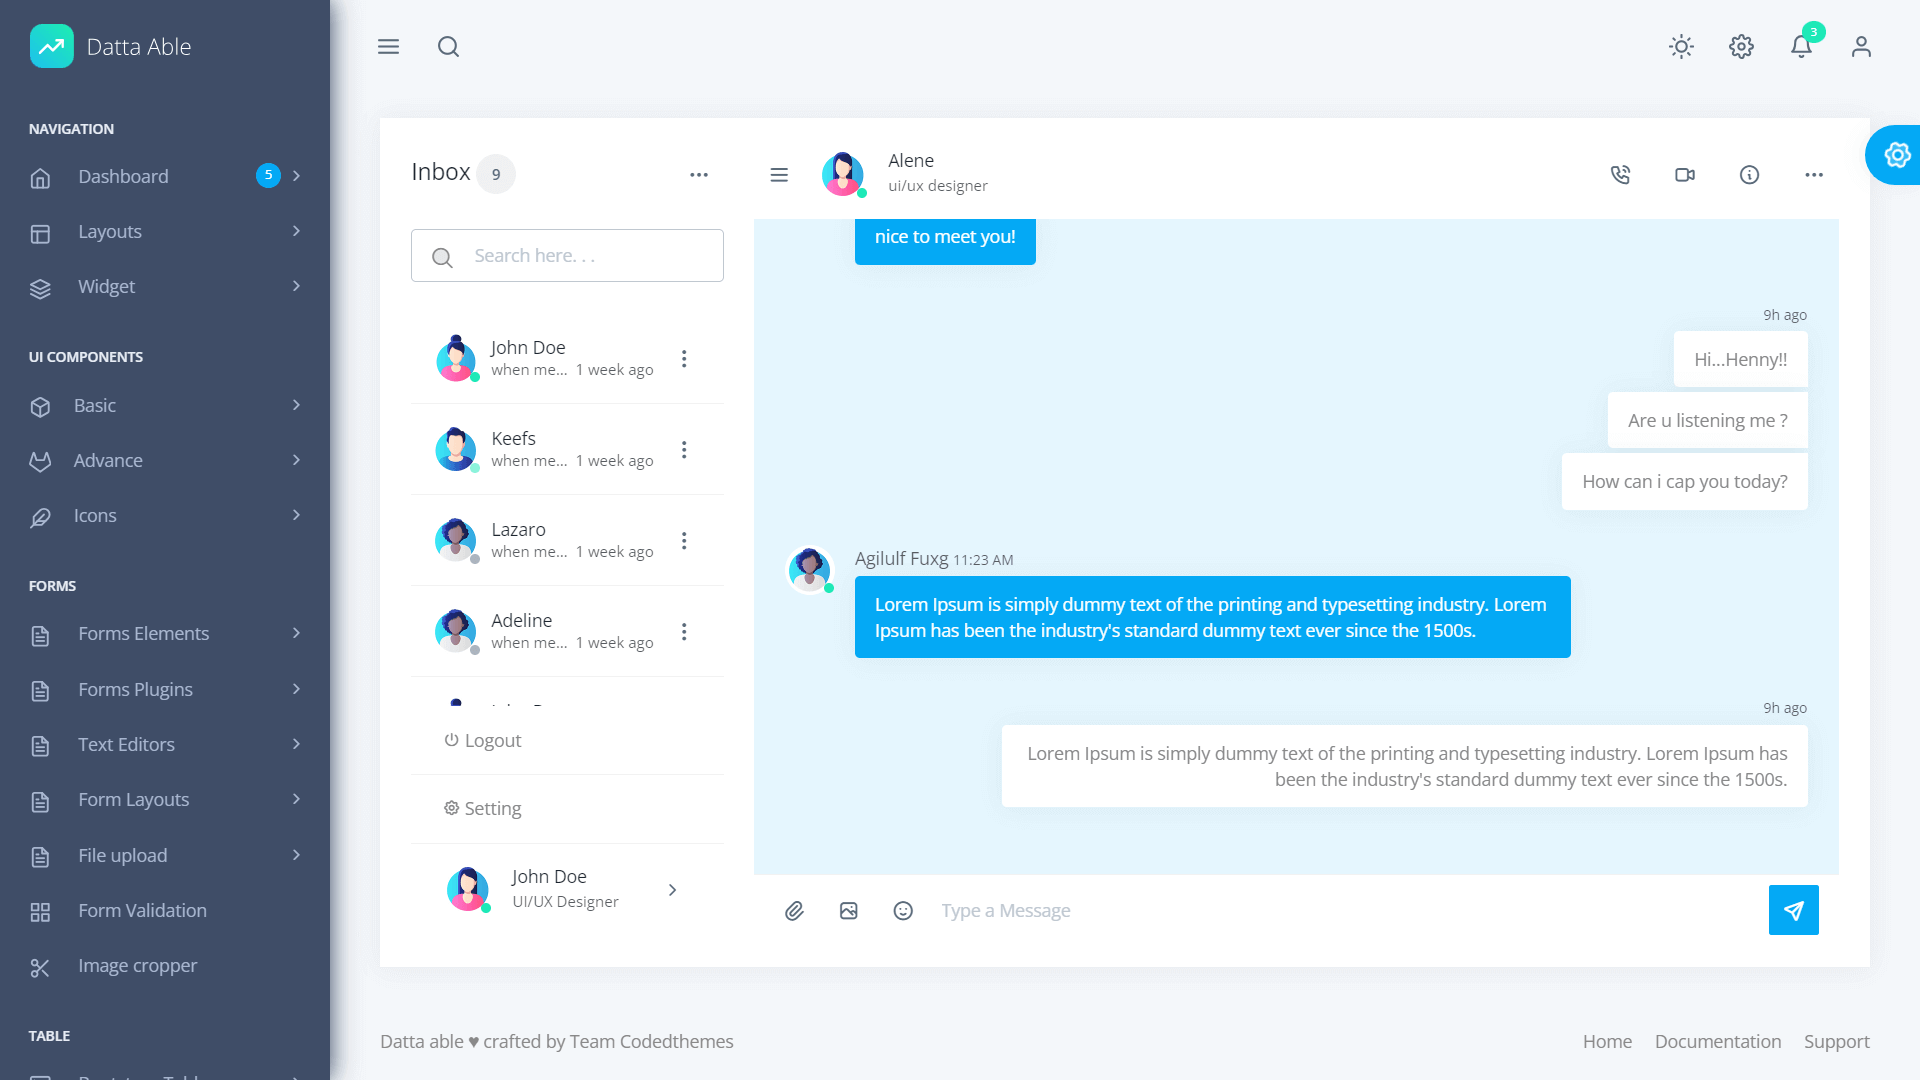 Datta Able
NAVIGATION
Dashboard 5
Layouts
Widget
UI COMPONENTS
Basic
Advance
Icons
FORMS
Forms Elements
Forms Plugins
Text Editors
Form Layouts
File upload
Form Validation
Image cropper
TABLE
3
Inbox 9
Search here. . .
John Doe
when me... 1 week ago
Keefs
when me... 1 week ago
Lazaro
when me... 1 week ago
Adeline
when me... 1 week ago
Logout
Setting
John Doe
UI/UX Designer
Alene
ui/ux designer
nice to meet you!
9h ago
Hi...Henny!!
Are u listening me ?
How can i cap you today?
Agilulf Fuxg 11:23 AM
Lorem Ipsum is simply dummy text of the printing and typesetting industry. Lorem
Ipsum has been the industry's standard dummy text ever since the 1500s.
9h ago
Lorem Ipsum is simply dummy text of the printing and typesetting industry. Lorem Ipsum has
been the industry's standard dummy text ever since the 1500s.
Type a Message
Datta able ♥ crafted by Team Codedthemes
Home Documentation Support